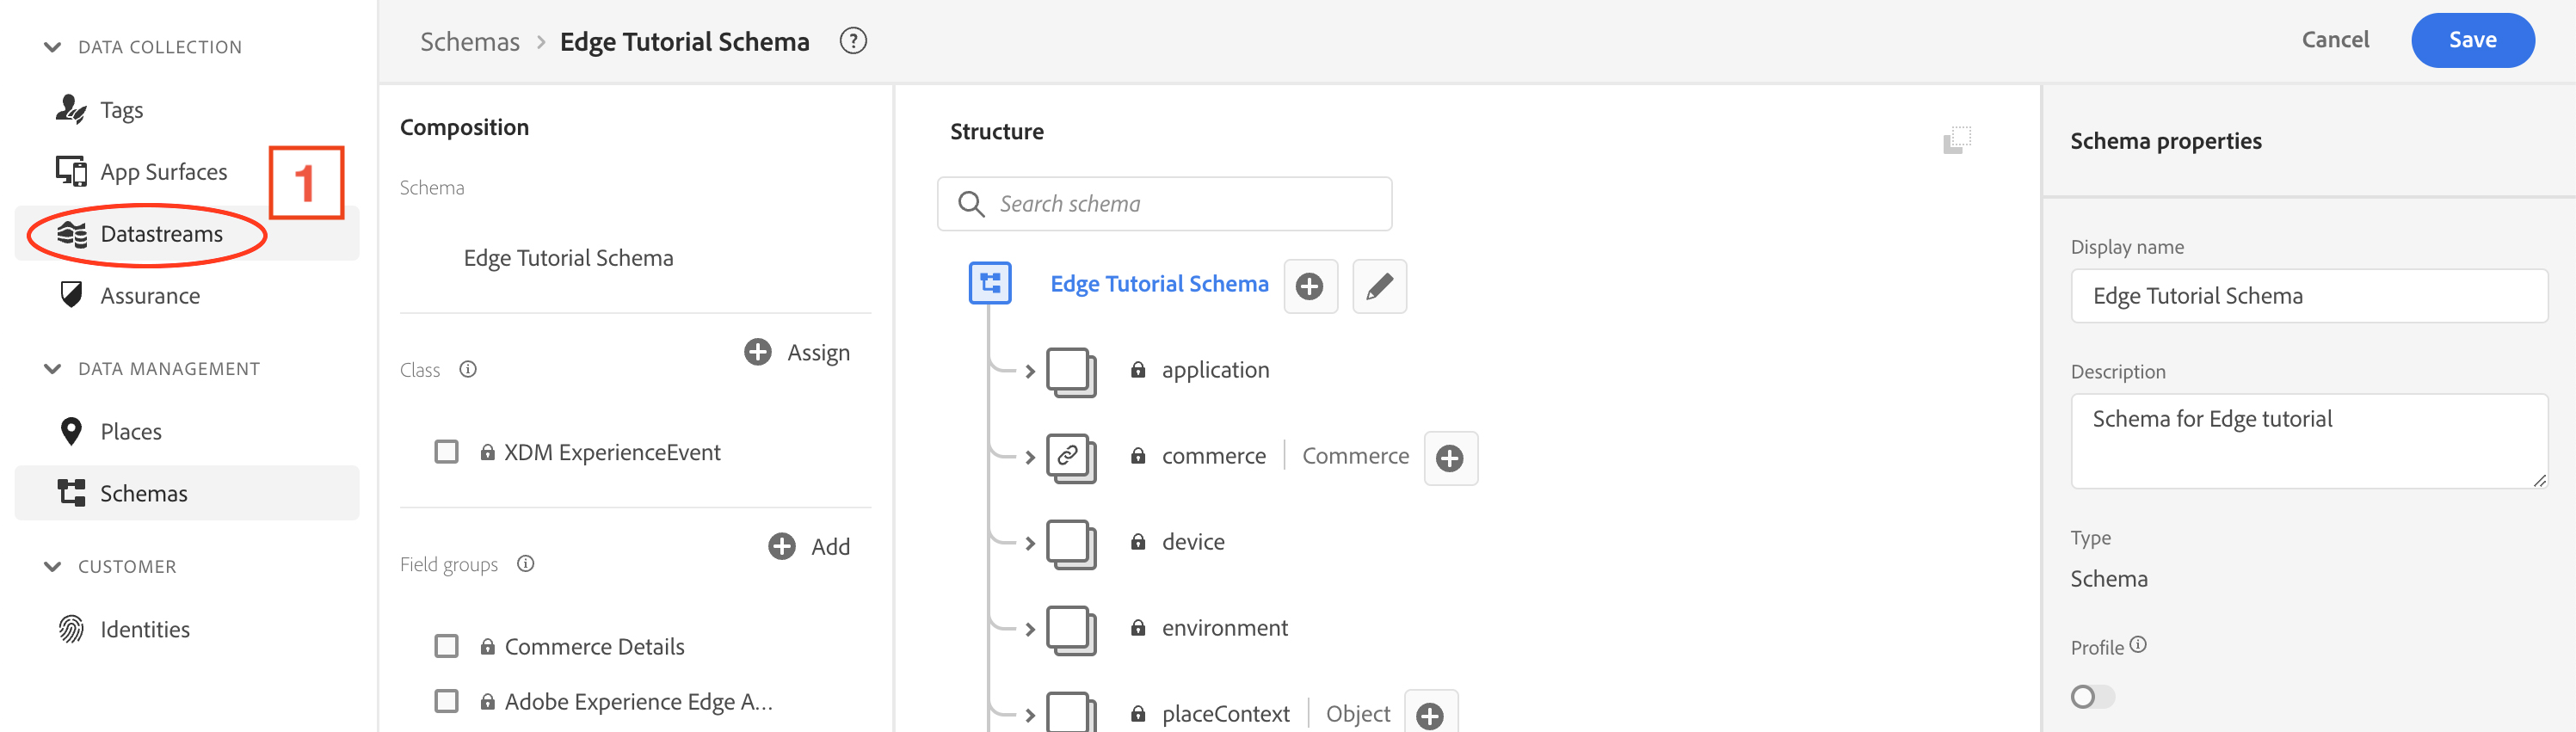 DATA COLLECTION
Tags
App Surfaces
1
Datastreams
Assurance
DATA MANAGEMENT
Places
Schemas
CUSTOMER
Identities
Schemas > Edge Tutorial Schema ?
Cancel
Save
Composition
Schema
Edge Tutorial Schema
Assign
Class
XDM ExperienceEvent
Add
Field groups
Commerce Details
Adobe Experience Edge A...
Structure
Search schema
Edge Tutorial Schema
application
commerce | Commerce
device
environment
placeContext | Object
Schema properties
Display name
Edge Tutorial Schema
Description
Schema for Edge tutorial
Type
Schema
Profile